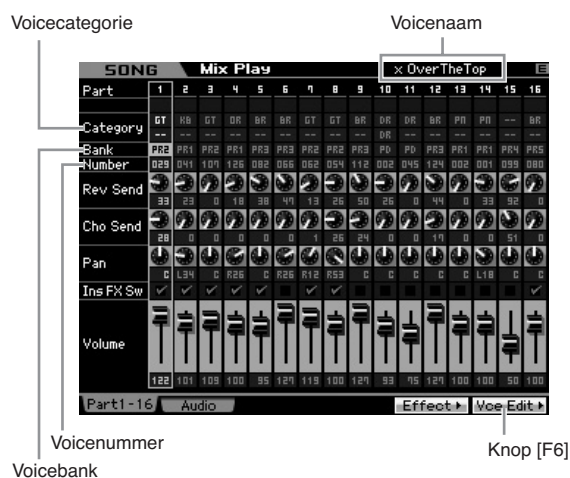 Voicecategorie
Voicenaam
SONG Mix Play x OverTheTop E
Part 1 2 3 4 5 6 7 8 9 10 11 12 13 14 15 16
GT KB GT DR BR BR GT GT BR DR DR BR PN PN -- BR
Category -- -- -- -- -- -- -- -- -- DR -- -- -- -- -- --
Bank PR2 PR1 PR2 PR1 PR3 PR3 PR2 PR2 PR3 PD PD PR3 PR1 PR1 PR4 PR5
Number 029 041 107 126 082 066 062 054 112 002 045 124 002 001 099 080
Rev Send 33 23 0 18 38 47 13 26 50 26 0 44 0 33 92 0
Cho Send 28 0 0 0 0 0 1 26 24 0 0 17 0 0 51 0
Pan C L34 C R26 C R26 R12 R53 C C C C C L18 C C
Ins FX Sw
Volume
122 101 109 100 95 127 119 100 127 93 75 127 100 100 50 100
Part1-16 Audio Effect Vce Edit
Voicenummer
Knop [F6]
Voicebank